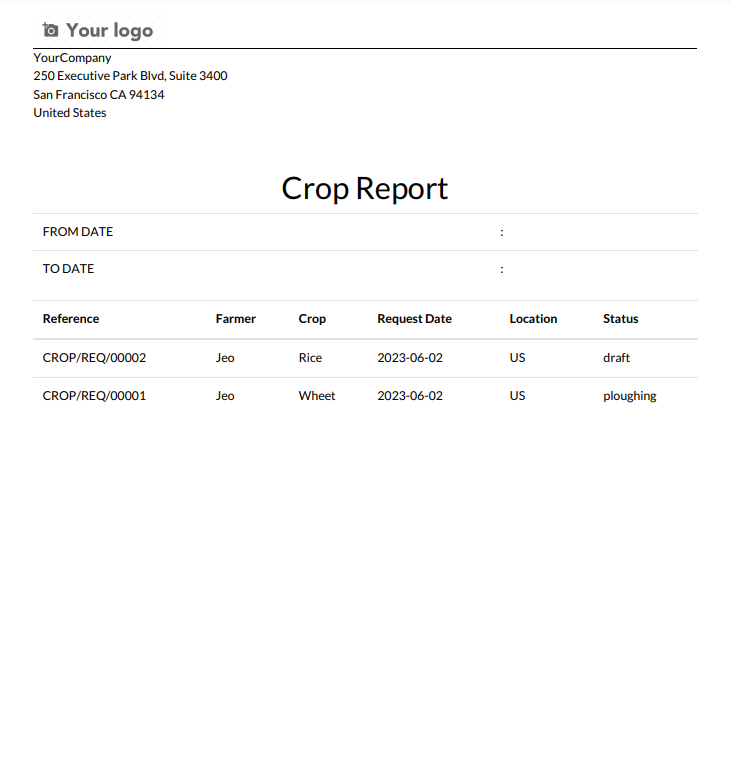 Your logo
YourCompany
250 Executive Park Blvd, Suite 3400
San Francisco CA 94134
United States
Crop Report
FROM DATE :
TO DATE :
Reference Farmer Crop Request Date Location Status
CROP/REQ/00002 Jeo Rice 2023-06-02 US draft
CROP/REQ/00001 Jeo Wheet 2023-06-02 US ploughing